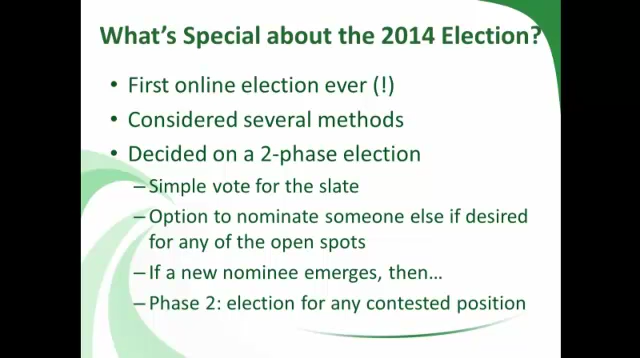 What's Special about the 2014 Election?
• First online election ever (!)
• Considered several methods
• Decided on a 2-phase election
–Simple vote for the slate
–Option to nominate someone else if desired
for any of the open spots
–If a new nominee emerges, then…
–Phase 2: election for any contested position